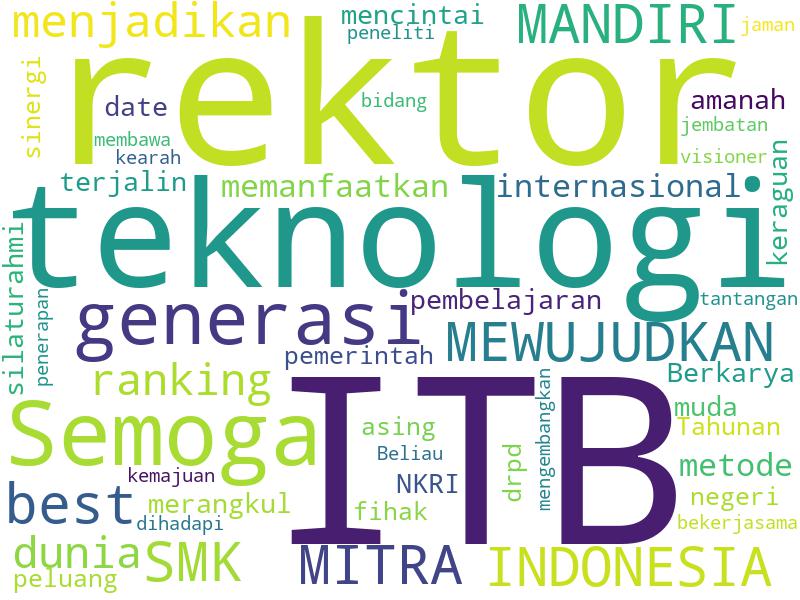 menjadikan
mencintai
peneliti
MANDIRI
jaman
rektor
sinergi
date
bidang
amanah
membawa
jembatan
kearah
visioner
terjalin
memanfaatkan
internasional
keraguan
teknologi
silaturahmi
penerapan
generasi
pembelajaran
tantangan
pemerintah
MEWUJUDKAN
ranking
ITB
Berkarya
Semoga
asing
mengembangkan
muda
Tahunan
Beliau
drpd
kemajuan
NKRI
metode
best
merangkul
fihak
negeri
dihadapi
bekerjasama
dunia
SMK
MITRA
INDONESIA
peluang